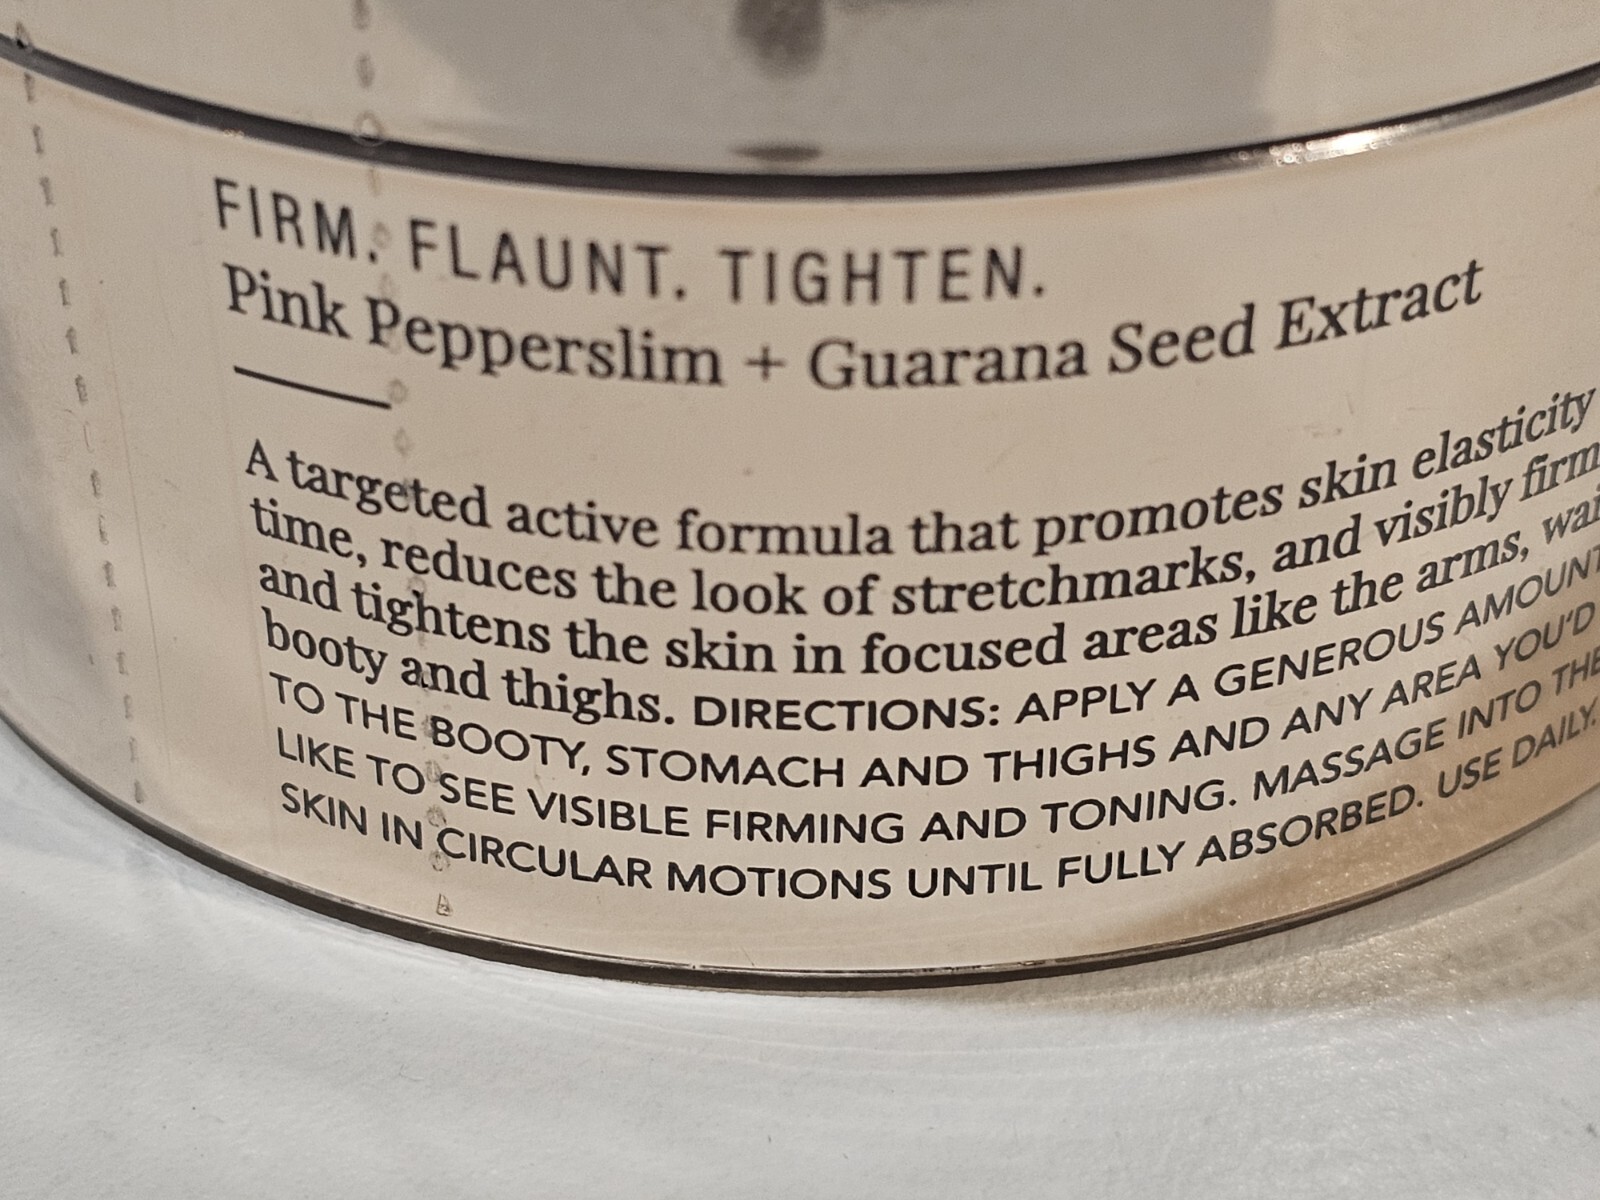 FIRM. FLAUNT. TIGHTEN.
Pink Pepperslim + Guarana Seed Extract
A targeted active formula that promotes skin elasticity
time, reduces the look of stretchmarks, and visibly firm
and tightens the skin in focused areas like the arms, wai
booty and thighs. DIRECTIONS: APPLY A GENEROUS AMOUNT
TO THE BOOTY, STOMACH AND THIGHS AND ANY AREA YOU'D
LIKE TO SEE VISIBLE FIRMING AND TONING. MASSAGE INTO THE
SKIN IN CIRCULAR MOTIONS UNTIL FULLY ABSORBED. USE DAILY.